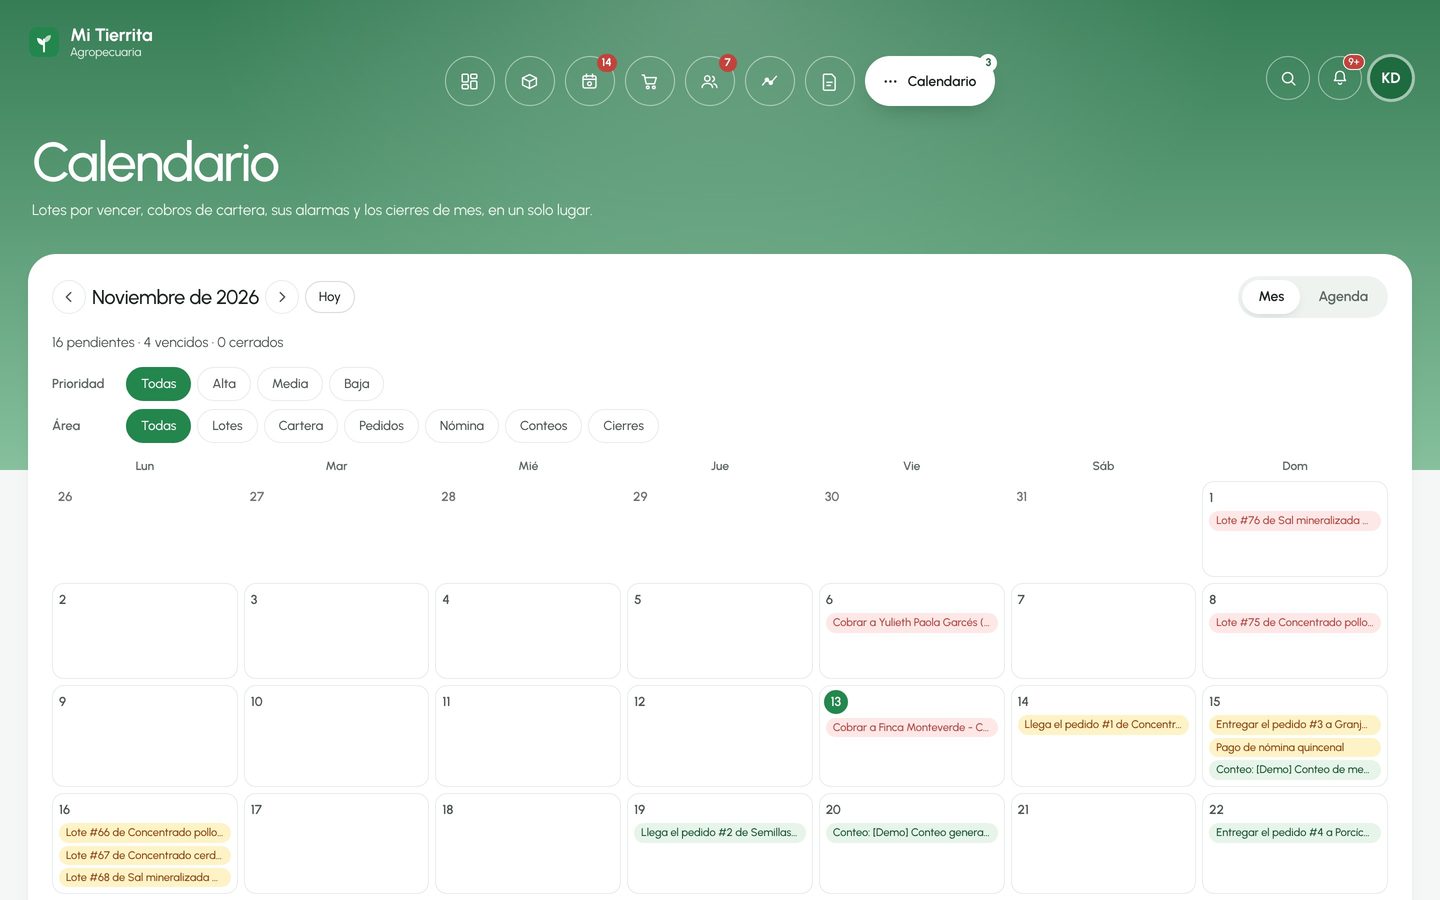 Mi Tierrita
Agropecuaria
14
7
··· Calendario
3
9+
KD
Calendario
Lotes por vencer, cobros de cartera, sus alarmas y los cierres de mes, en un solo lugar.
Noviembre de 2026
Hoy
Mes
Agenda
16 pendientes · 4 vencidos · 0 cerrados
Prioridad Todas Alta Media Baja
Área Todas Lotes Cartera Pedidos Nómina Conteos Cierres
Lun Mar Mié Jue Vie Sáb Dom
26 27 28 29 30 31 1
Lote #76 de Sal mineralizada ...
2 3 4 5 6 7 8
Cobrar a Yulieth Paola Garcés (...
Lote #75 de Concentrado pollo...
9 10 11 12 13 14 15
Cobrar a Finca Monteverde - C...
Llega el pedido #1 de Concentr...
Entregar el pedido #3 a Granj...
Pago de nómina quincenal
Conteo: [Demo] Conteo de me...
16 17 18 19 20 21 22
Lote #66 de Concentrado pollo...
Lote #67 de Concentrado cerd...
Lote #68 de Sal mineralizada ...
Llega el pedido #2 de Semillas...
Conteo: [Demo] Conteo genera...
Entregar el pedido #4 a Porcíc...